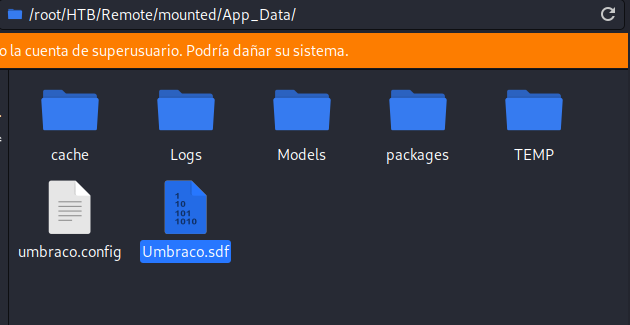 /root/HTB/Remote/mounted/App_Data/
o la cuenta de superusuario. Podría dañar su sistema.
cache Logs Models packages TEMP
1
10
101
1010
umbraco.config Umbraco.sdf